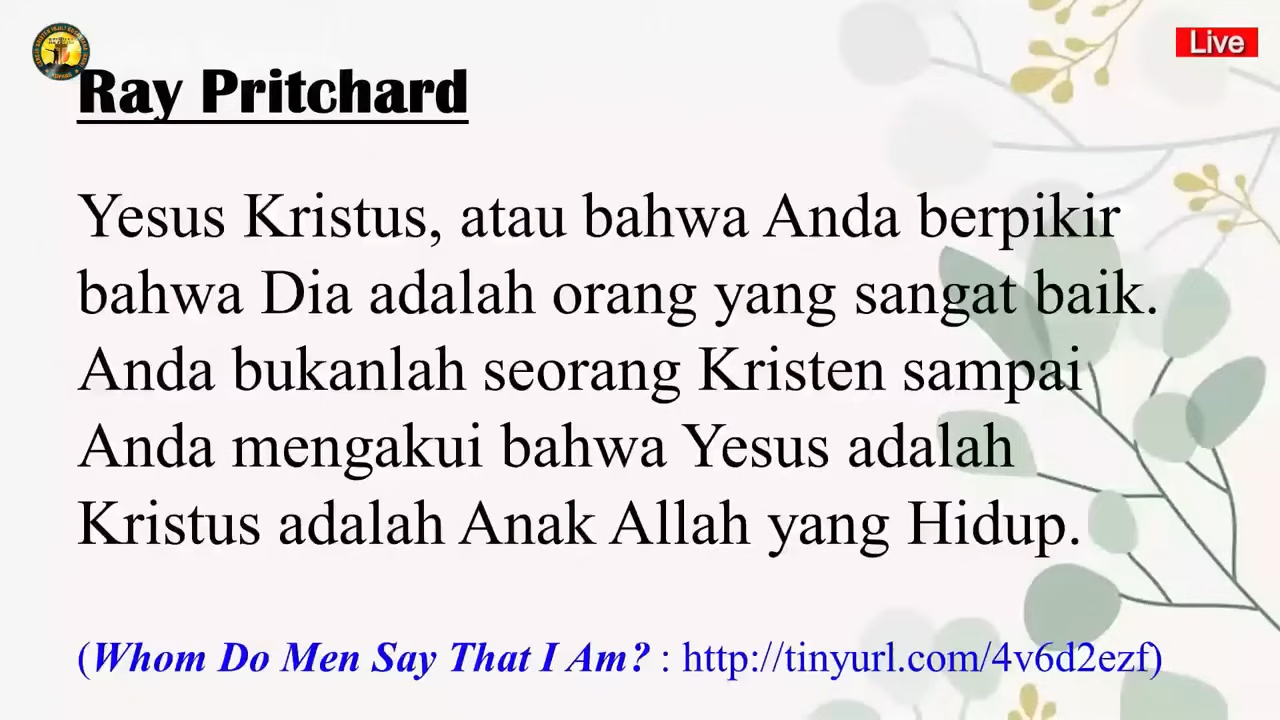 Live
Ray Pritchard
Yesus Kristus, atau bahwa Anda berpikir
bahwa Dia adalah orang yang sangat baik.
Anda bukanlah seorang Kristen sampai
Anda mengakui bahwa Yesus adalah
Kristus adalah Anak Allah yang Hidup.
(Whom Do Men Say That I Am? : http://tinyurl.com/4v6d2ezf)